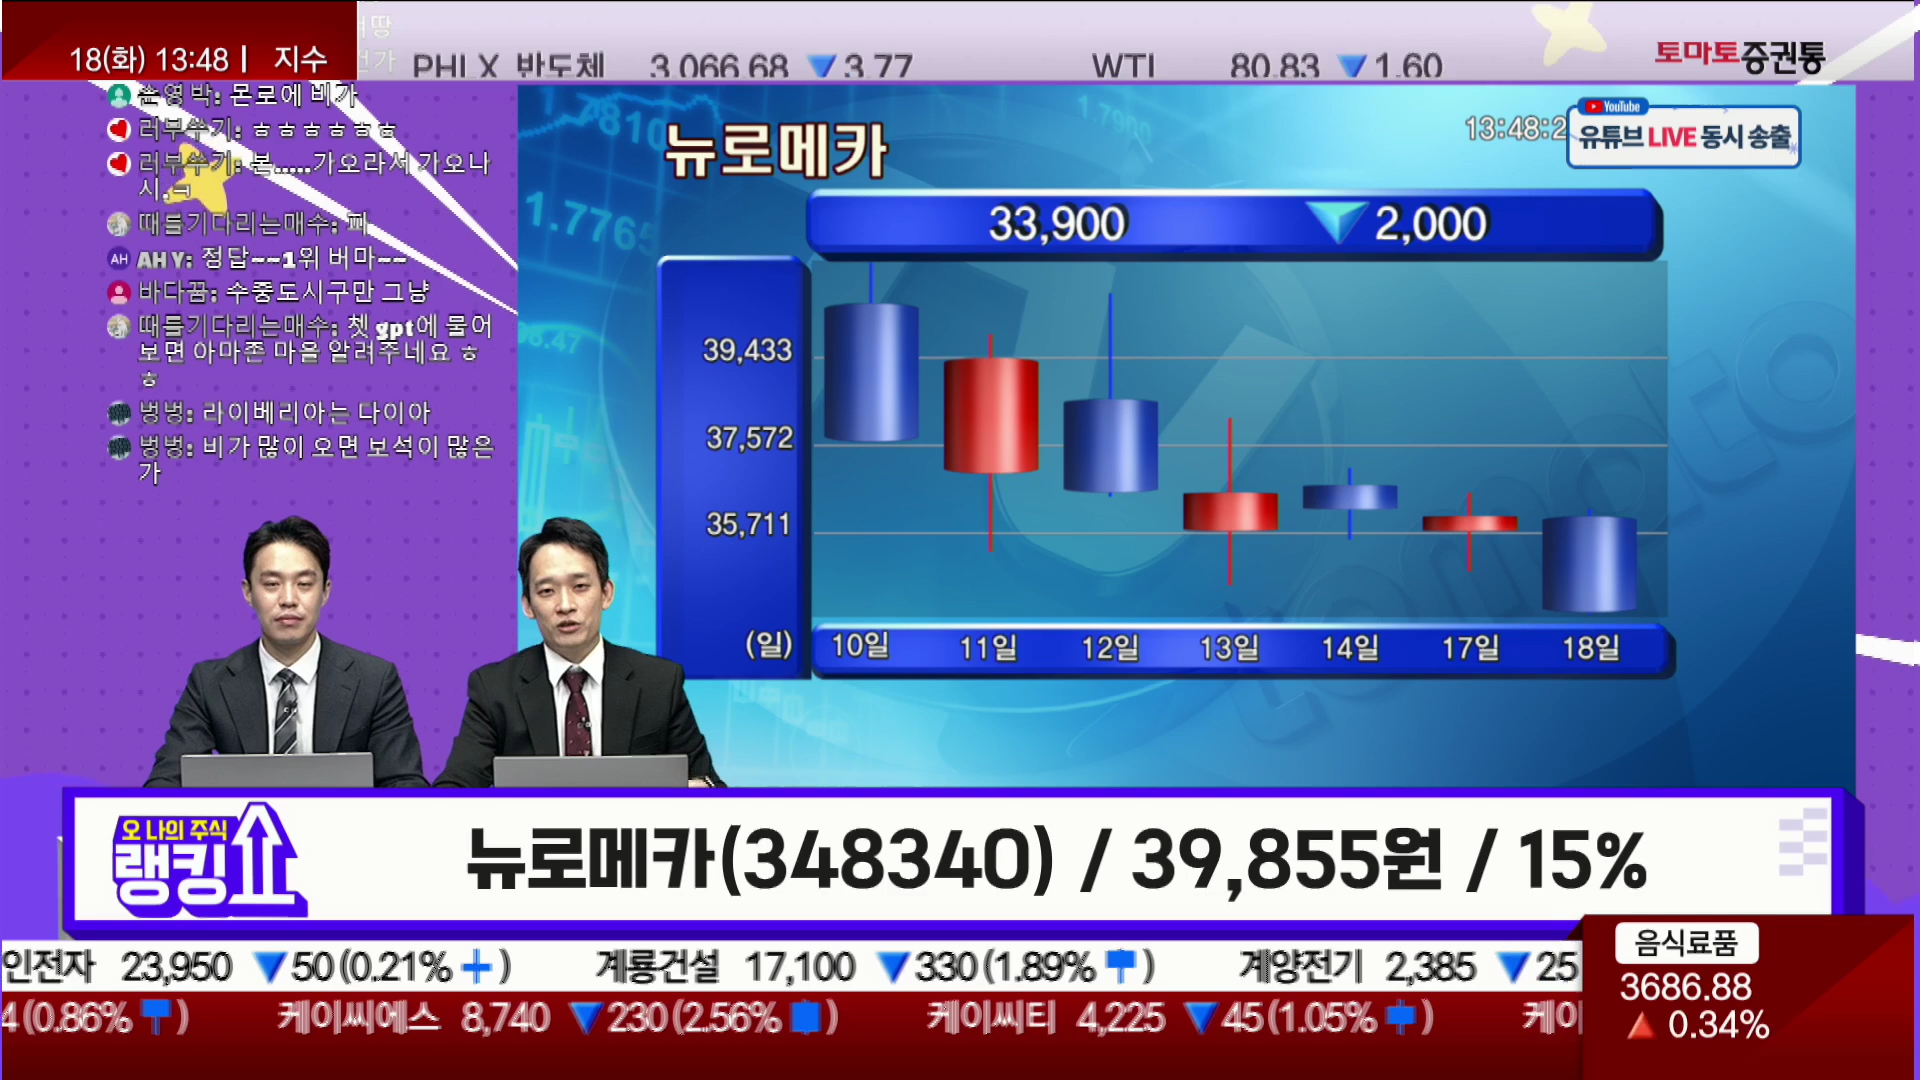 18(화) 13:48
지수
PHLX 반도체 3,066.68 ▼ 3.77 WTI 80.83 ▼ 1.60
토마토증권통
손영박: 몬로에 비가
러부쑤기: ㅎㅎㅎㅎㅎㅎ
러부쑤기: 본.....가오라서 가오나
시.ㅋ
때를기다리는매수: 파
AH
AH Y: 정답~~1위 버마~~
바다꿈: 수중도시구만 그냥
때를기다리는매수: 쳇 gpt에 물어
보면 아마존 마을 알려주네요 ㅎ
ㅎ
벙벙: 라이베리아는 다이아
벙벙: 비가 많이 오면 보석이 많은
가
뉴로메카
13:48:2
YouTube
유튜브 LIVE 동시 송출
33,900 ▼ 2,000
39,433
37,572
35,711
(일) 10일 11일 12일 13일 14일 17일 18일
오 나의 주식
랭킹쇼
뉴로메카(348340) / 39,855원 / 15%
인전자 23,950 ▼50(0.21% ) 계룡건설 17,100 ▼330(1.89% ) 계양전기 2,385 ▼25
4(0.86% ) 케이씨에스 8,740 ▼230(2.56% ) 케이씨티 4,225 ▼45(1.05% ) 케이
음식료품
3686.88
▲ 0.34%